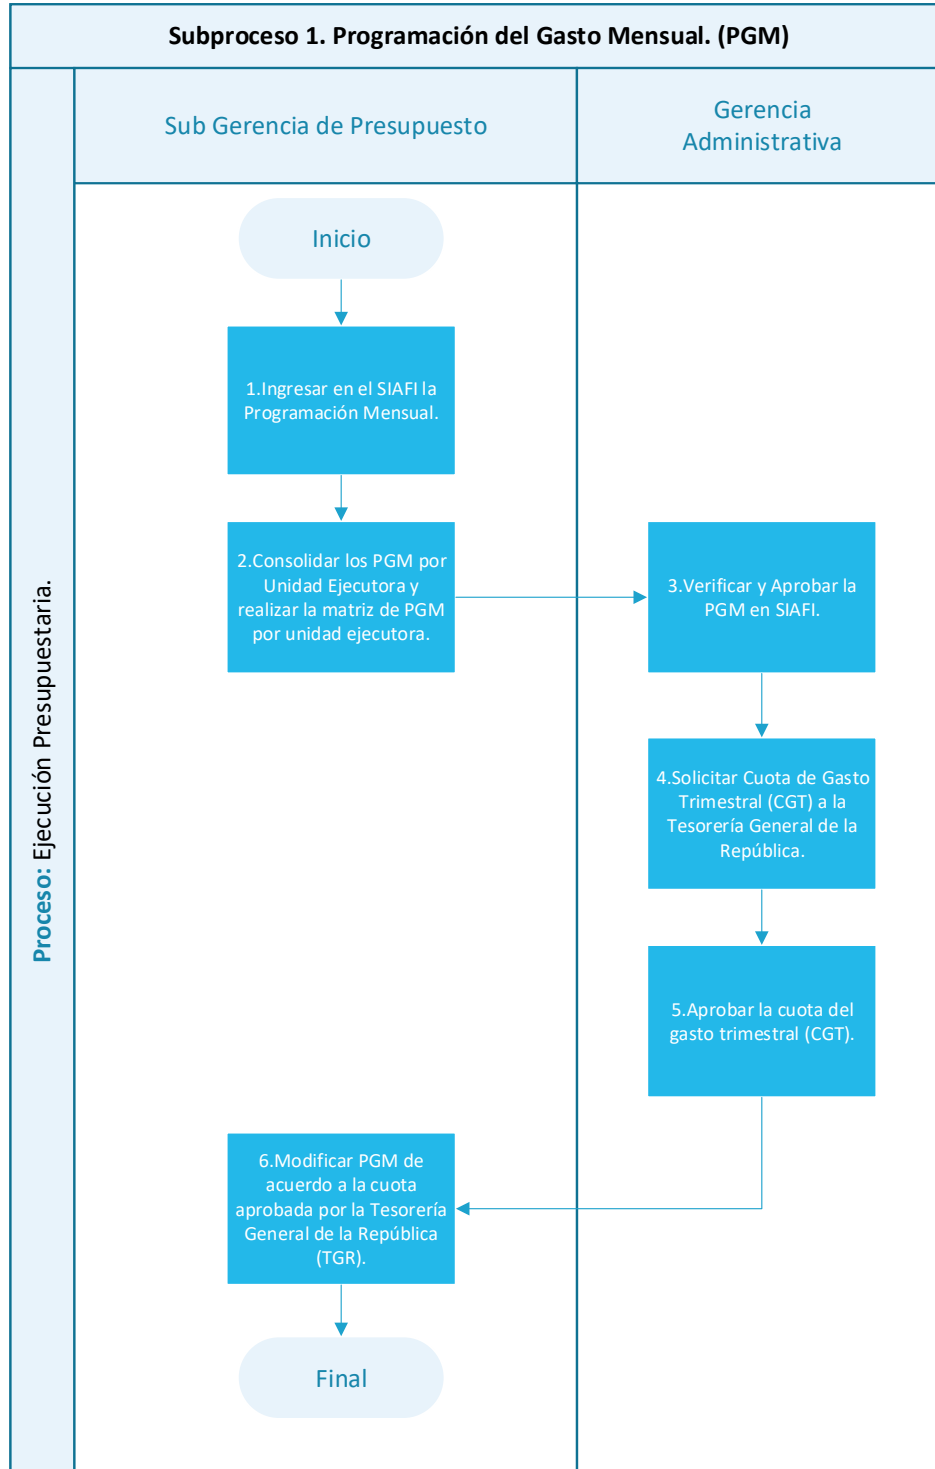 Subproceso 1. Programación del Gasto Mensual. (PGM)
Sub Gerencia de Presupuesto
Gerencia
Administrativa
Proceso: Ejecución Presupuestaria.
Inicio
1.Ingresar en el SIAFI la
Programación Mensual.
2.Consolidar los PGM por
Unidad Ejecutora y
realizar la matriz de PGM
por unidad ejecutora.
3.Verificar y Aprobar la
PGM en SIAFI.
4.Solicitar Cuota de Gasto
Trimestral (CGT) a la
Tesorería General de la
República.
5.Aprobar la cuota del
gasto trimestral (CGT).
6.Modificar PGM de
acuerdo a la cuota
aprobada por la Tesorería
General de la República
(TGR).
Final